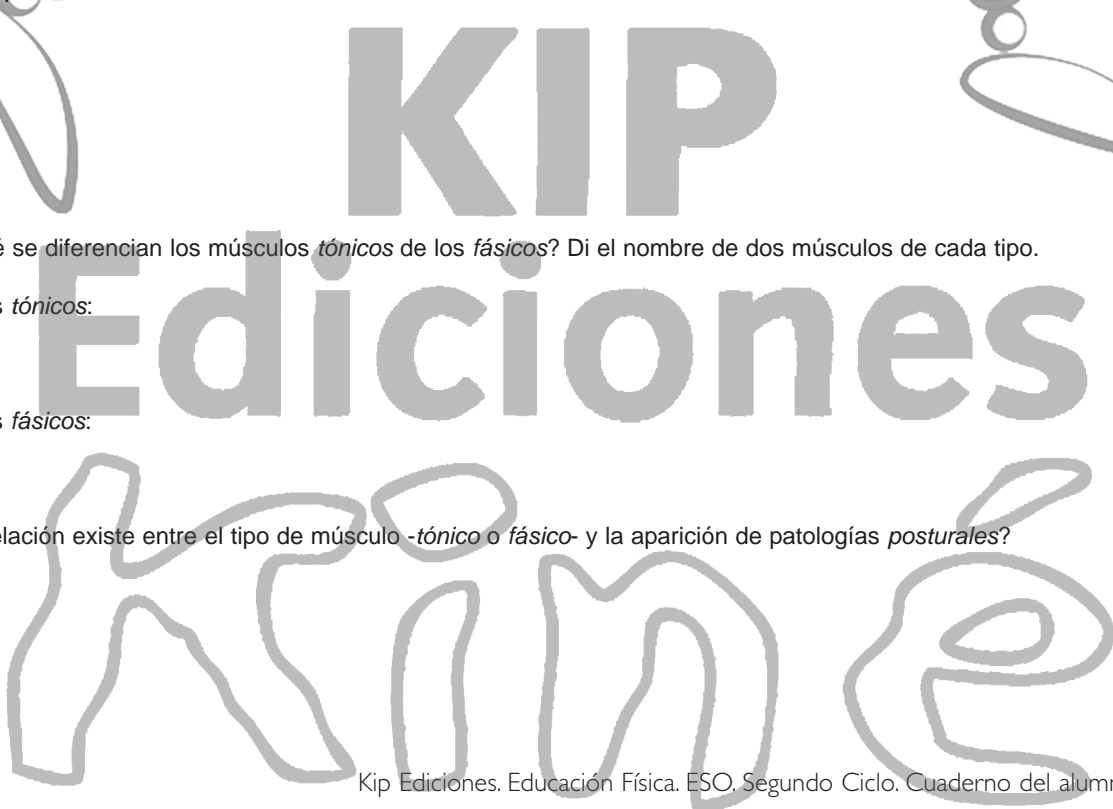 KIP
é se diferencian los músculos tónicos de los fásicos? Di el nombre de dos músculos de cada tipo.
s tónicos:
Ediciones
s fásicos:
elación existe entre el tipo de músculo -tónico o fásico- y la aparición de patologías posturales?
Kiné
Kip Ediciones. Educación Física. ESO. Segundo Ciclo. Cuaderno del alum